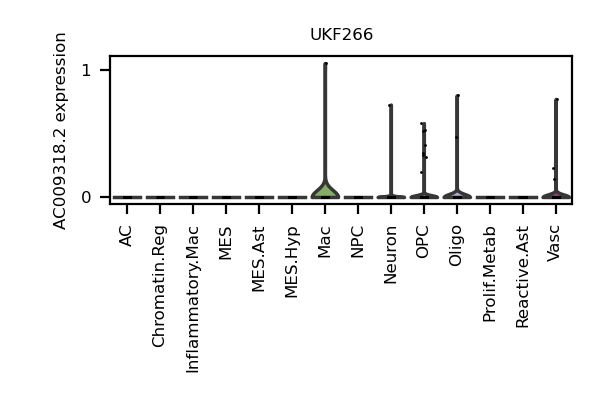 UKF266
AC009318.2 expression
1
0
AC
Chromatin.Reg
Inflammatory.Mac
MES
MES.Ast
MES.Hyp
Mac
NPC
Neuron
OPC
Oligo
Prolif.Metab
Reactive.Ast
Vasc